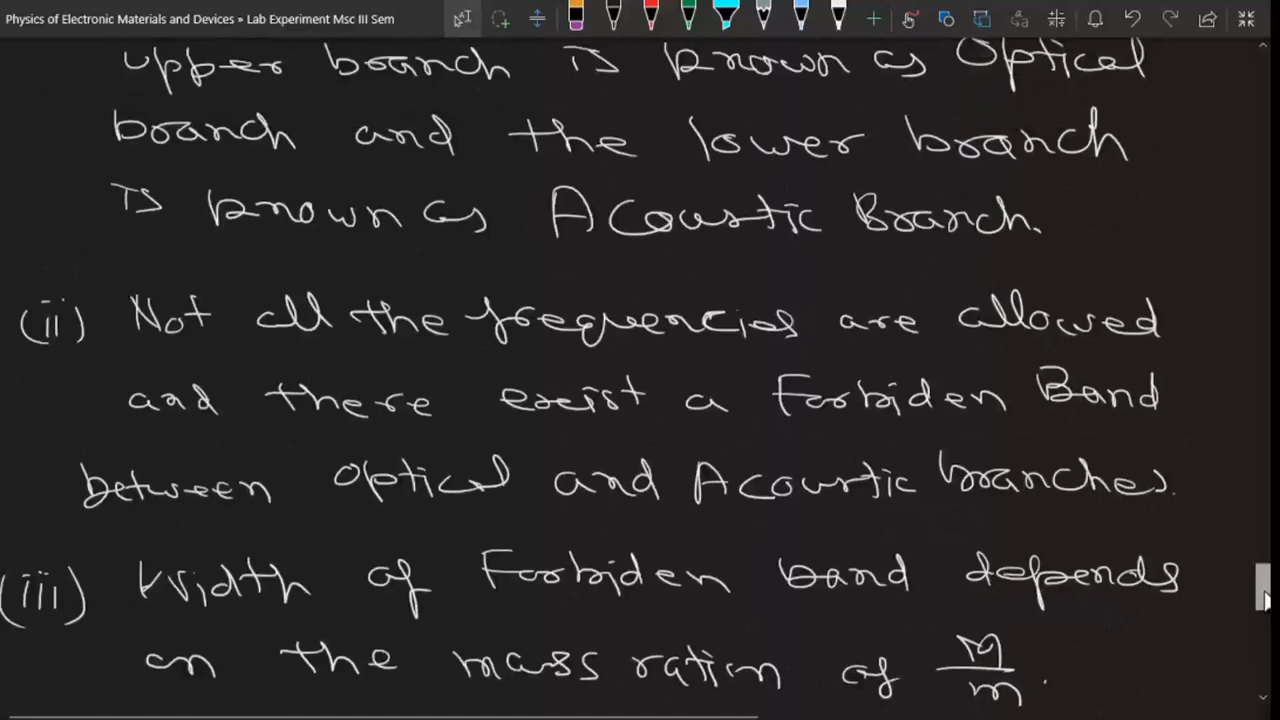 Physics of Electronic Materials and Devices » Lab Experiment Msc III Sem
upper branch is known as Optical
branch and the lower branch
is known as Acoustic Branch.
(ii) Not all the frequencies are allowed
and there exist a Forbiden Band
between Optical and Acoustic branches.
(iii) Width of Forbiden band depends
on the mass ration of M/m.